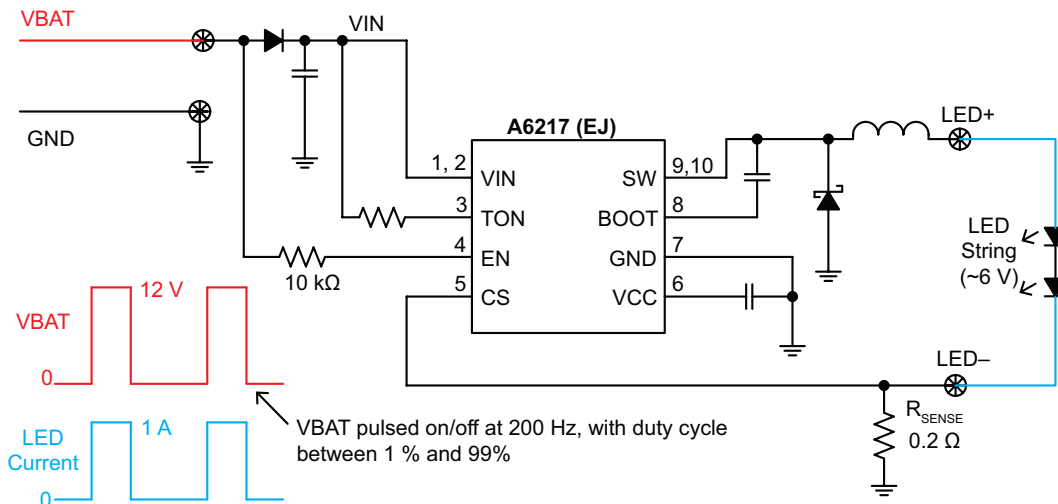 VBAT
VIN
GND
A6217 (EJ)
1, 2
VIN
3
TON
4
EN
5
CS
10 kΩ
9,10
SW
8
BOOT
7
GND
6
VCC
LED+
LED
String
(~6 V)
LED–
R SENSE
0.2 Ω
12 V
VBAT
0
1 A
LED
Current
0
VBAT pulsed on/off at 200 Hz, with duty cycle
between 1 % and 99%